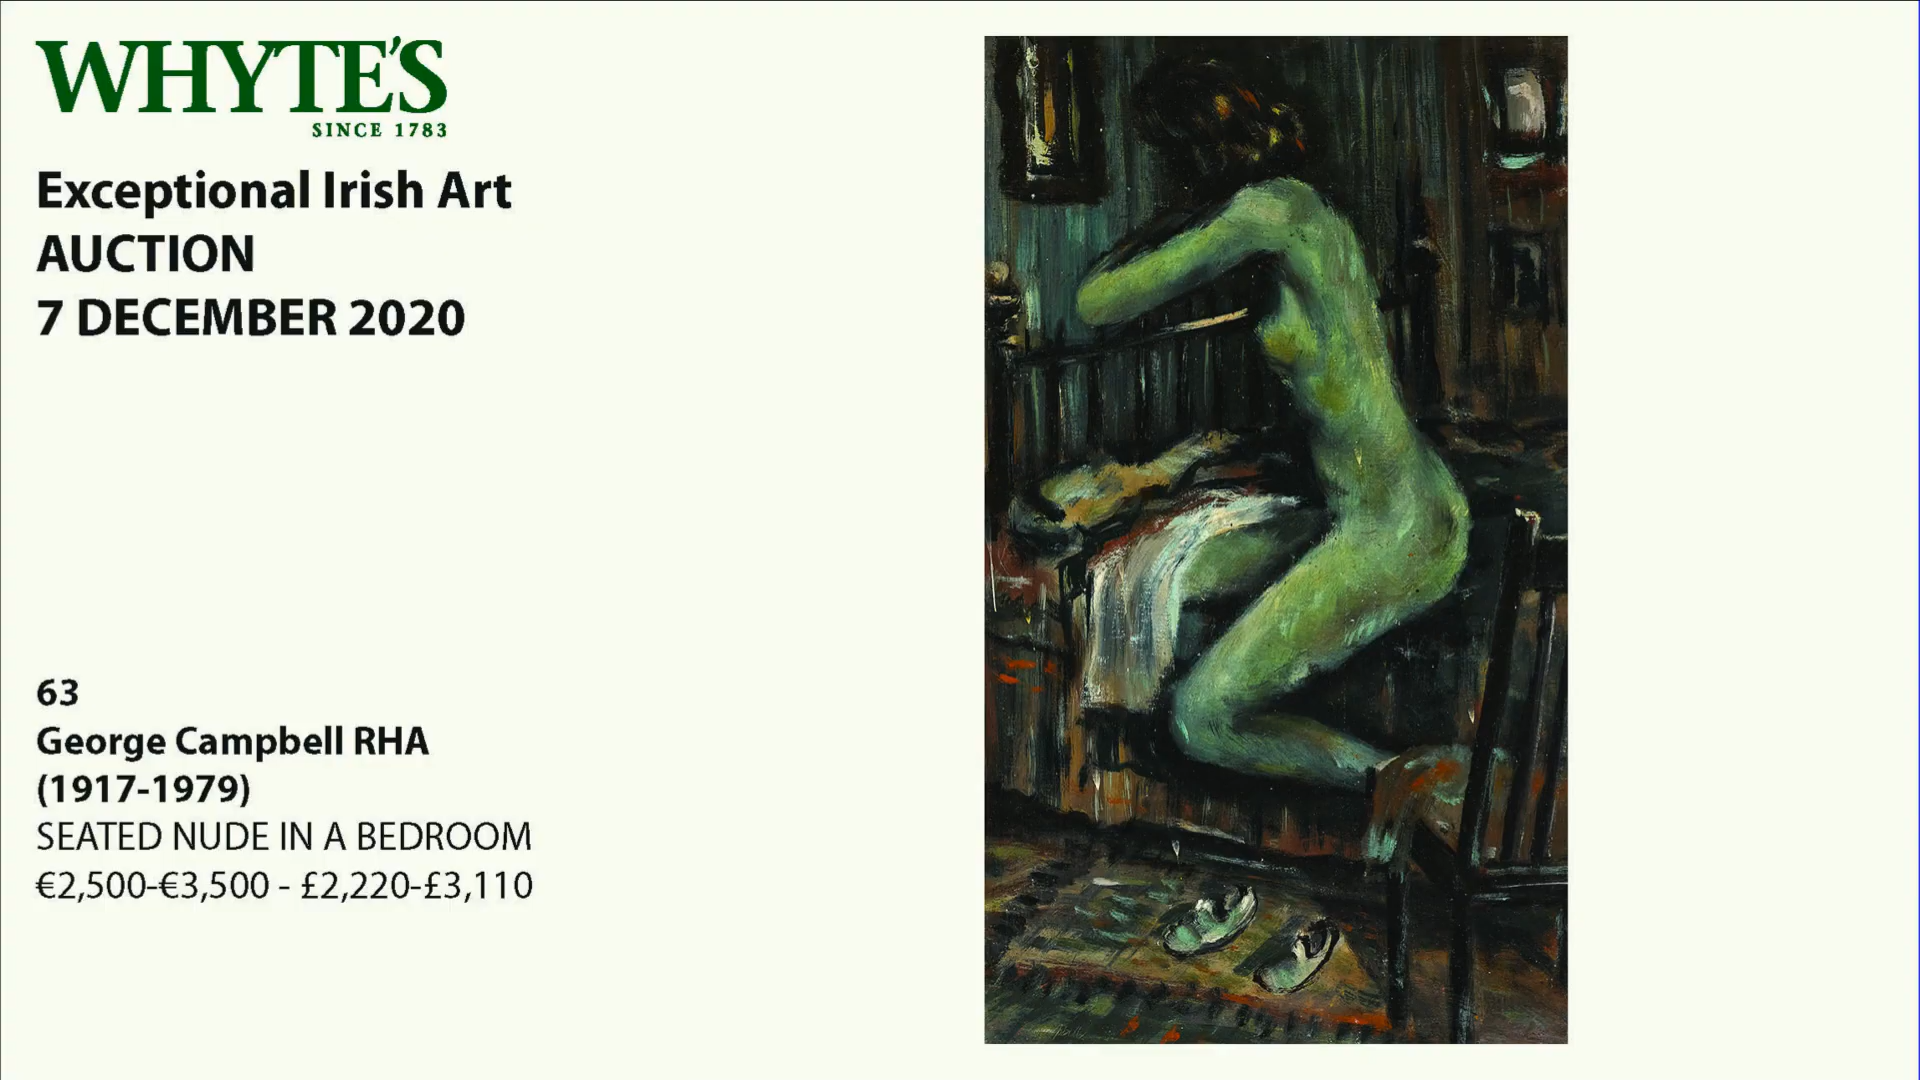 WHYTE'S
SINCE 1783
Exceptional Irish Art
AUCTION
7 DECEMBER 2020
63
George Campbell RHA
(1917-1979)
SEATED NUDE IN A BEDROOM
€2,500-€3,500 - £2,220-£3,110